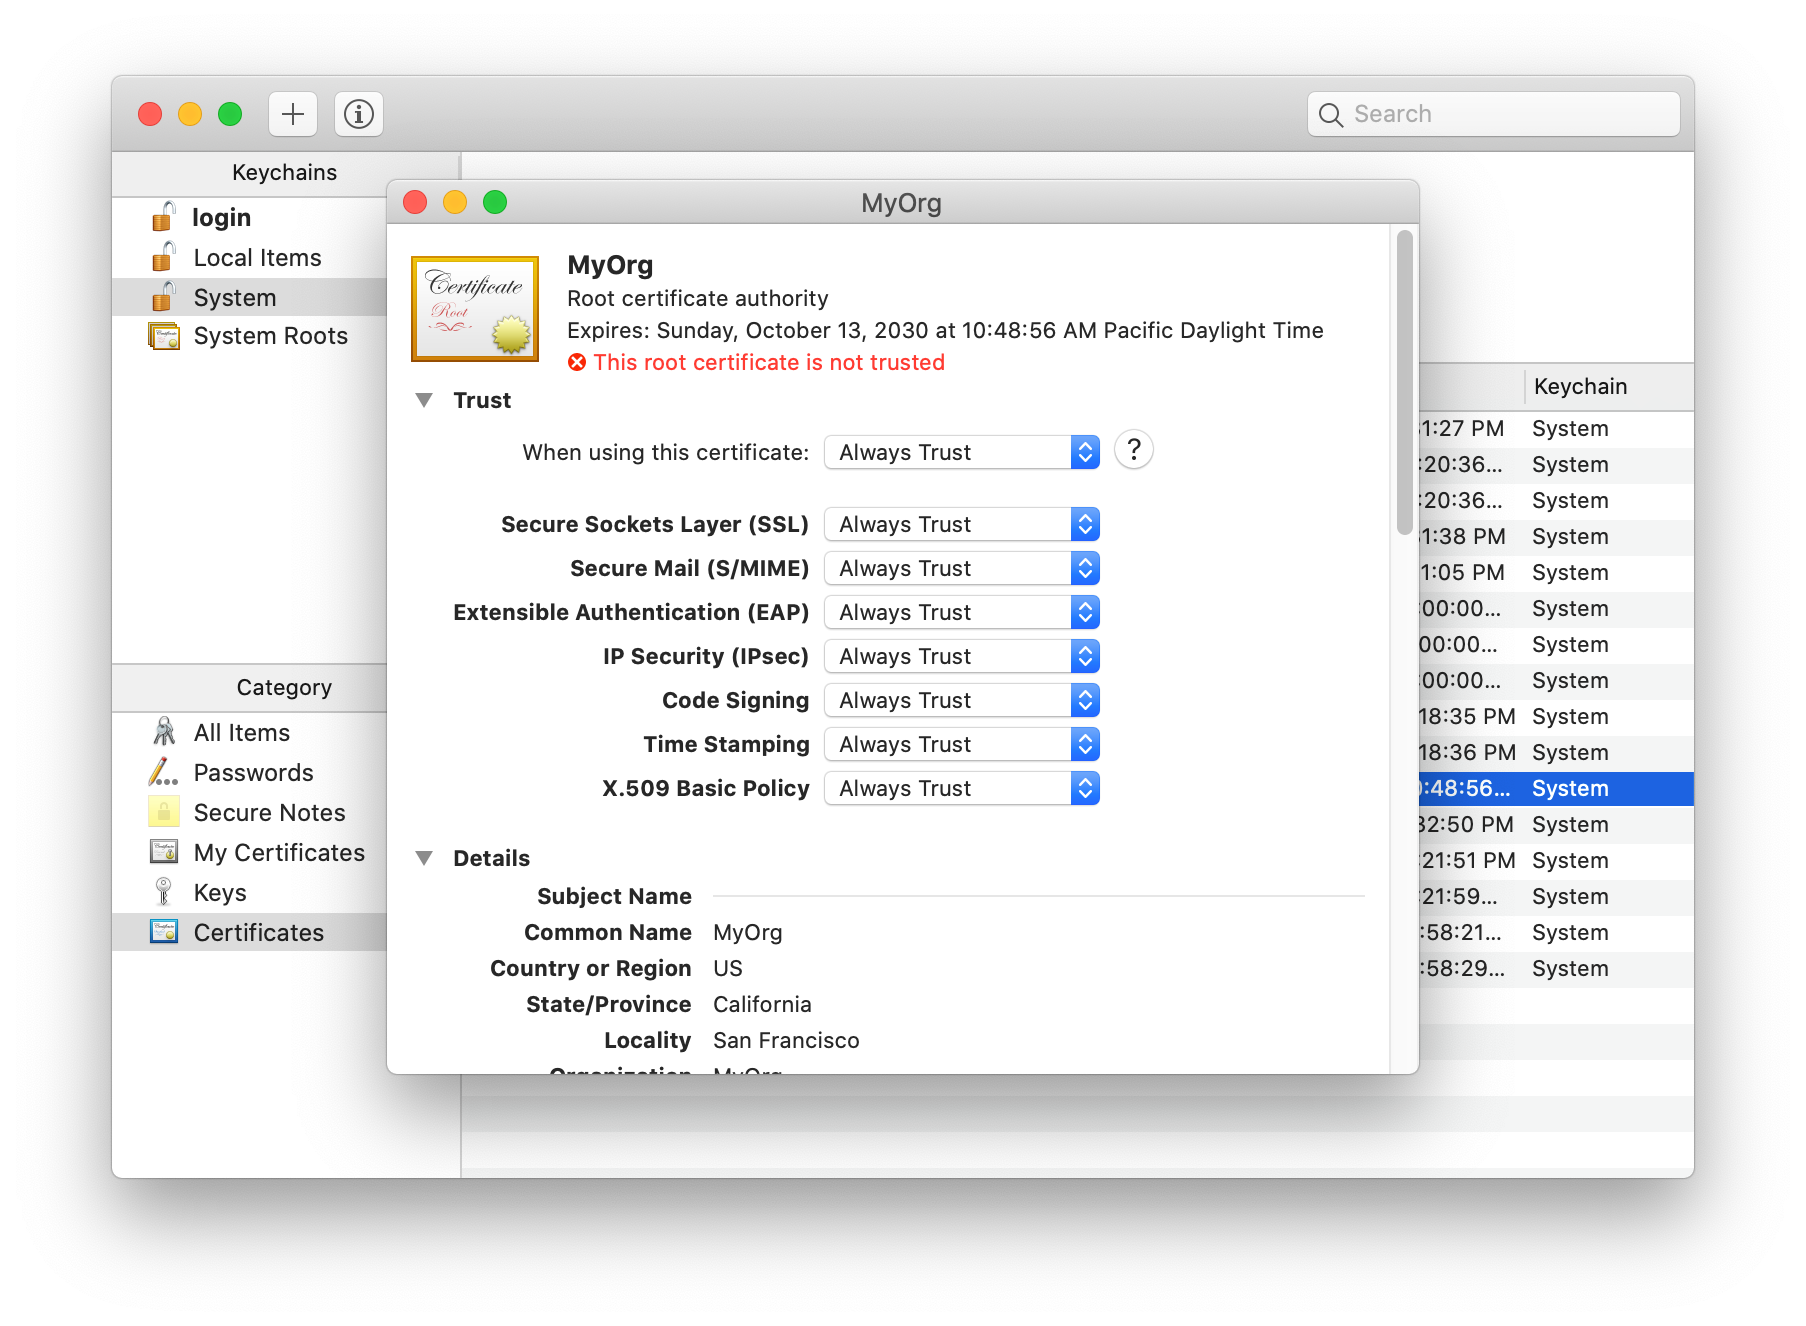 Search
Keychains
login
Local Items
System
System Roots
Category
All Items
Passwords
Secure Notes
My Certificates
Keys
Certificates
MyOrg
Certificate
Root
MyOrg
Root certificate authority
Expires: Sunday, October 13, 2030 at 10:48:56 AM Pacific Daylight Time
This root certificate is not trusted
Trust
When using this certificate: Always Trust ?
Secure Sockets Layer (SSL) Always Trust
Secure Mail (S/MIME) Always Trust
Extensible Authentication (EAP) Always Trust
IP Security (IPsec) Always Trust
Code Signing Always Trust
Time Stamping Always Trust
X.509 Basic Policy Always Trust
Details
Subject Name
Common Name MyOrg
Country or Region US
State/Province California
Locality San Francisco
Organization MyOrg
Keychain
1:27 PM System
:20:36... System
:20:36... System
1:38 PM System
1:05 PM System
:00:00... System
00:00... System
:00:00... System
18:35 PM System
18:36 PM System
:48:56... System
32:50 PM System
:21:51 PM System
:21:59... System
:58:21... System
:58:29... System